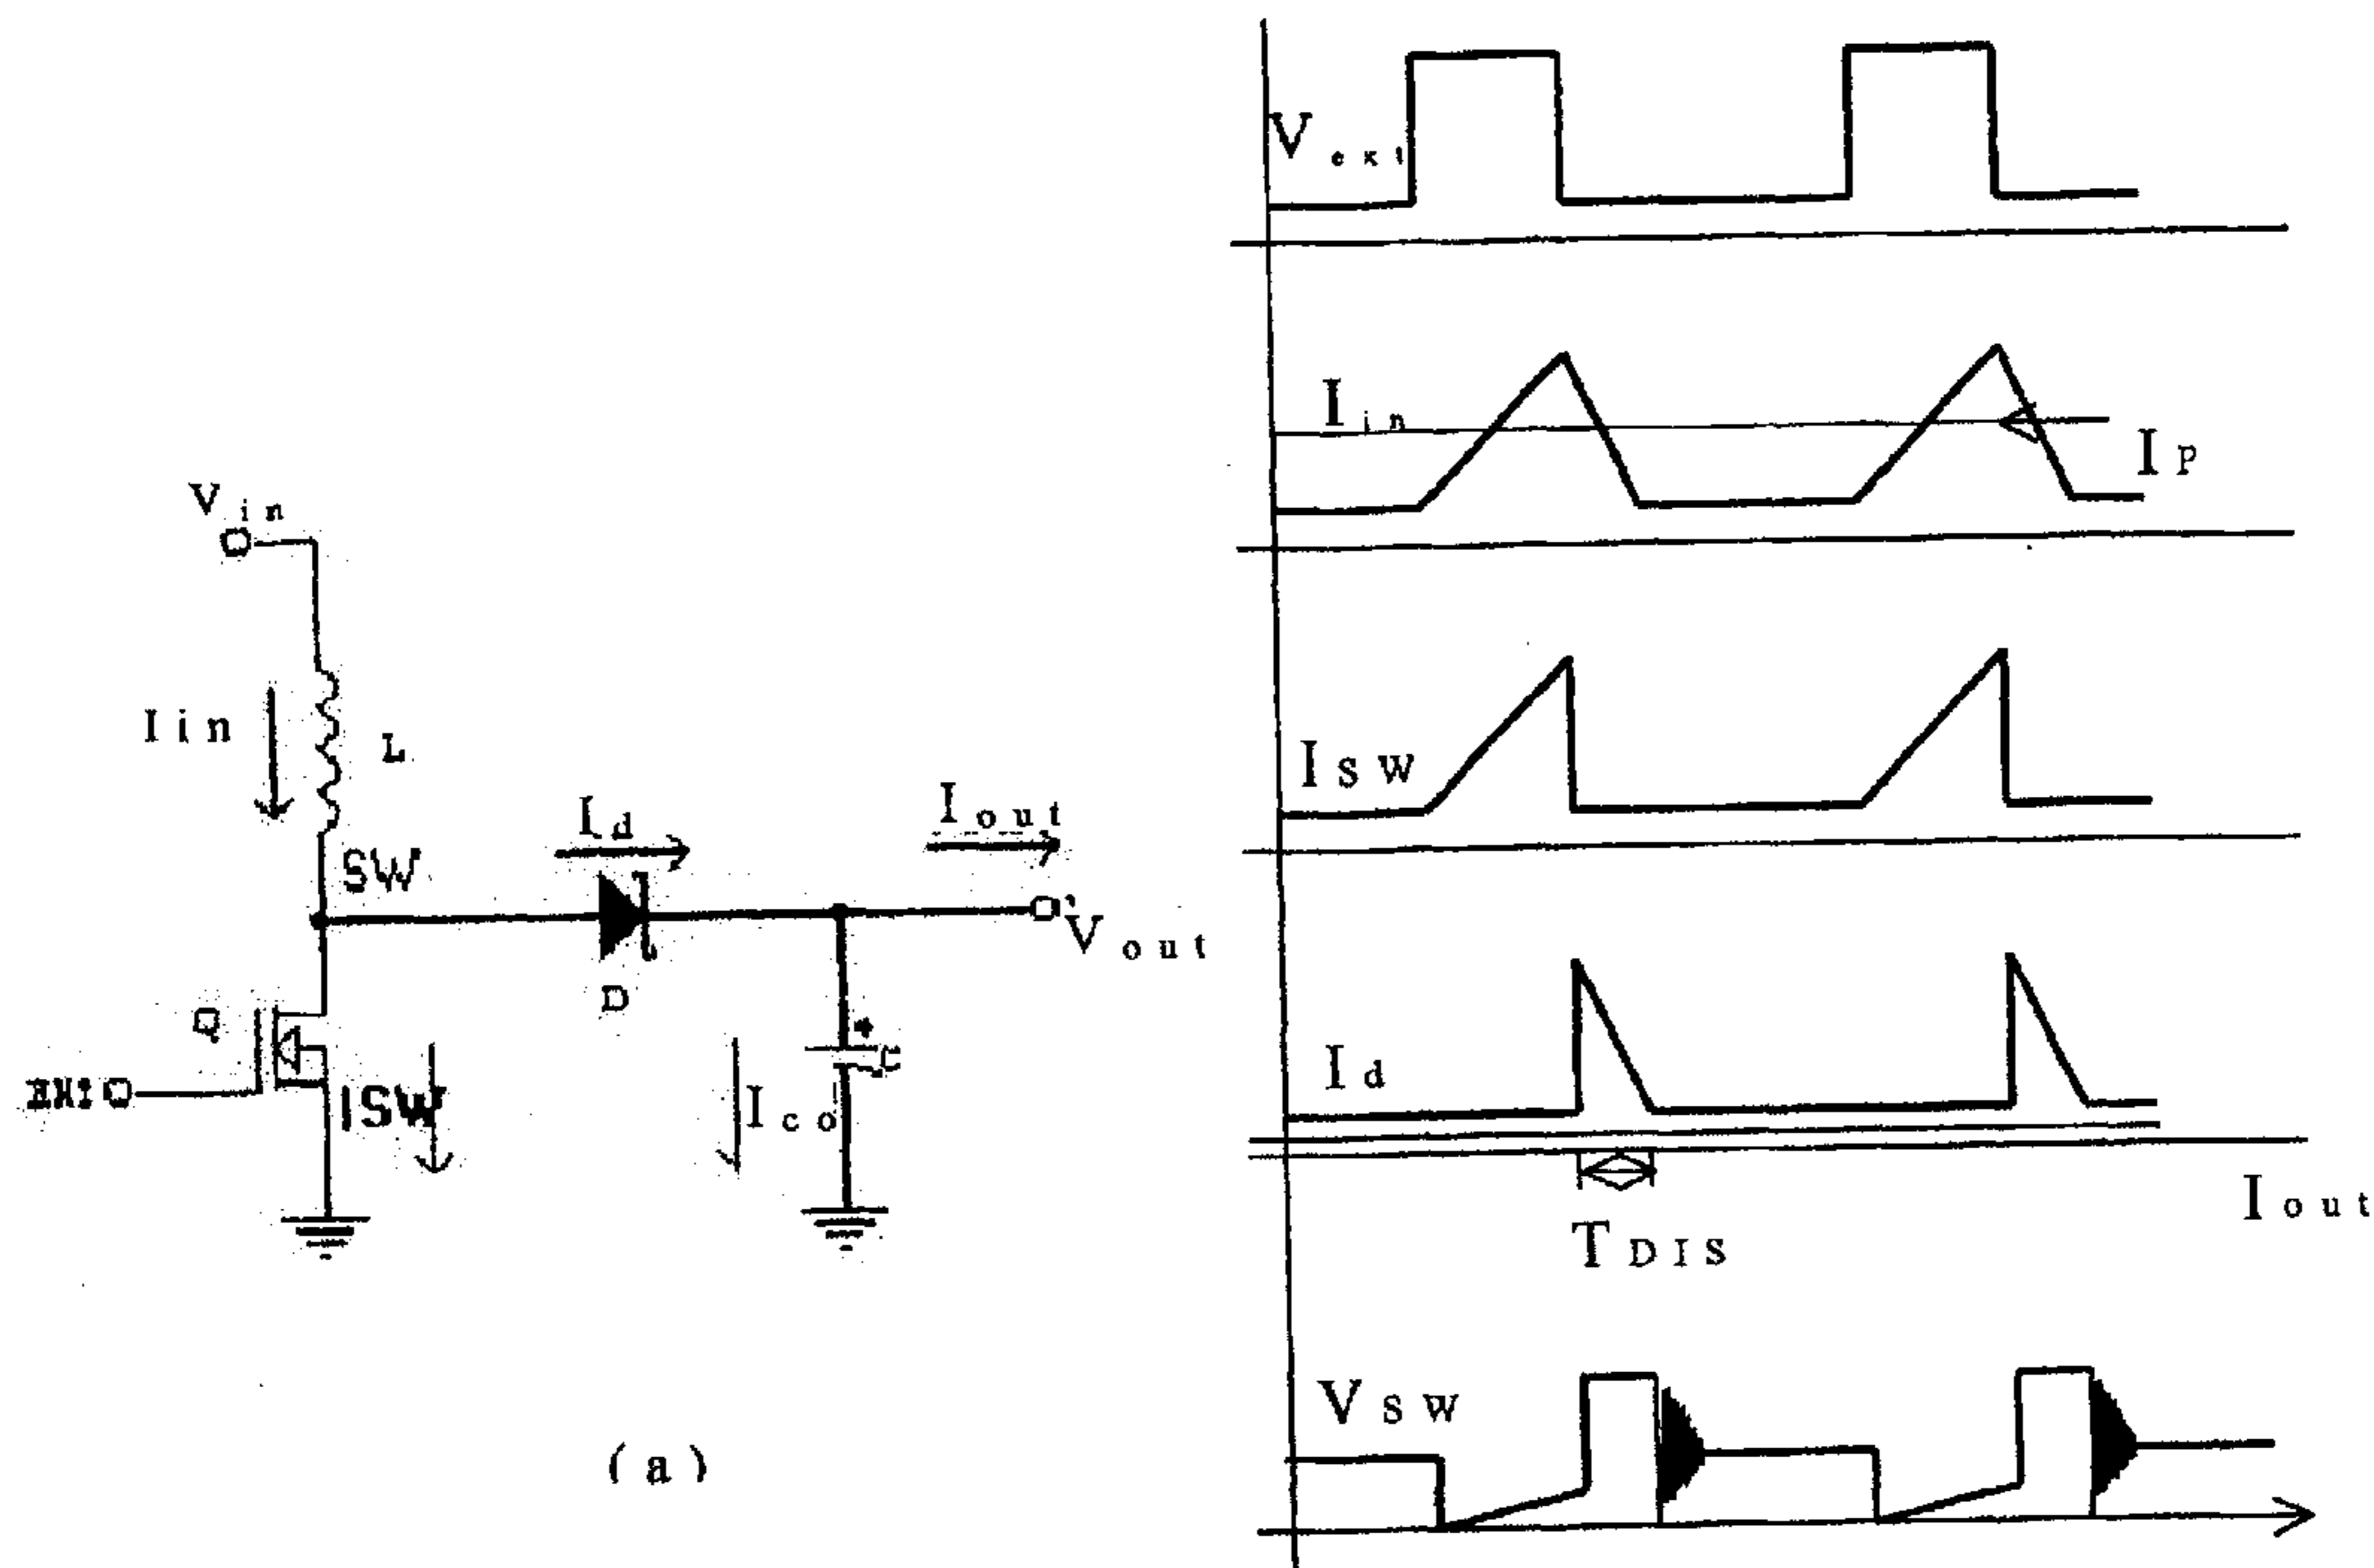 Vin
Iin
L
SW
Id
Iout
Vout
D
Q
ISW
Ico
C
(a)
Vext
Iin
IP
ISW
Id
Iout
TDIS
VSW